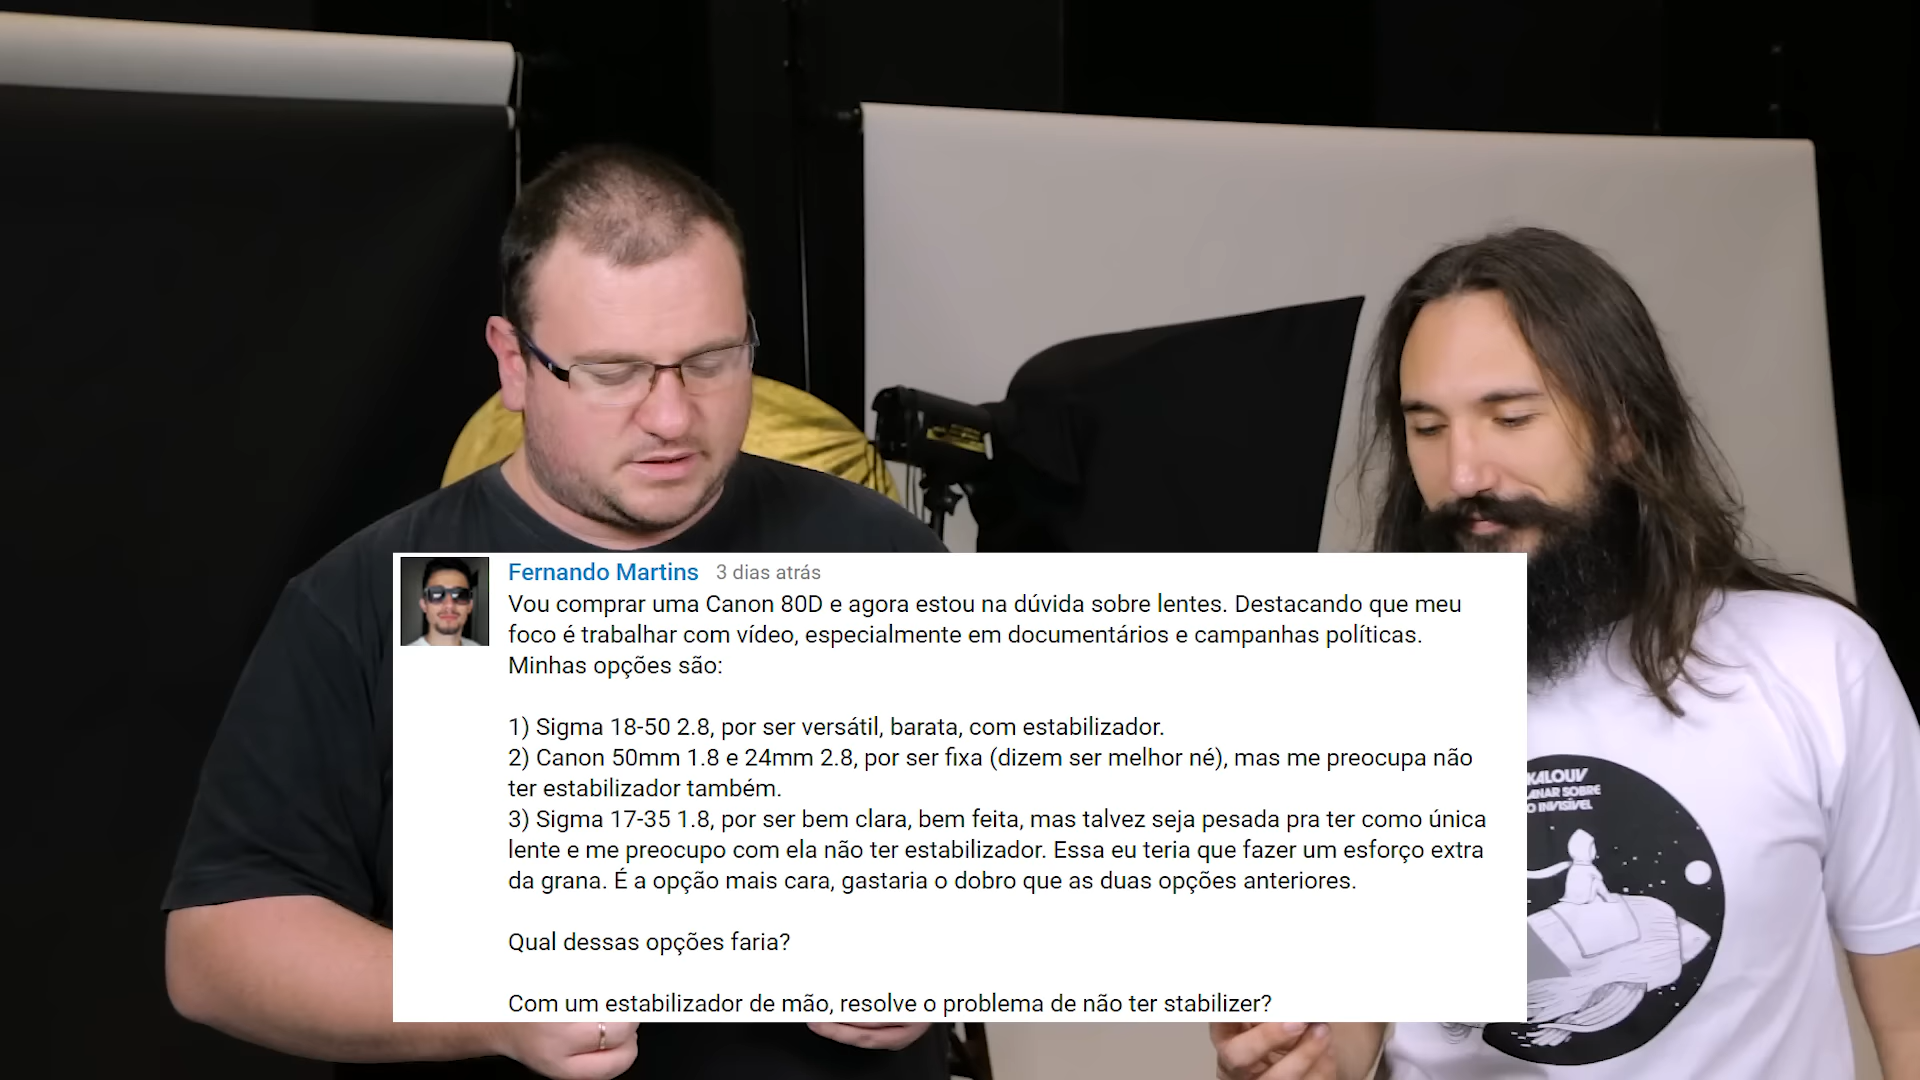 Fernando Martins 3 dias atrás
Vou comprar uma Canon 80D e agora estou na dúvida sobre lentes. Destacando que meu
foco é trabalhar com vídeo, especialmente em documentários e campanhas políticas.
Minhas opções são:
1) Sigma 18-50 2.8, por ser versátil, barata, com estabilizador.
2) Canon 50mm 1.8 e 24mm 2.8, por ser fixa (dizem ser melhor né), mas me preocupa não
ter estabilizador também.
3) Sigma 17-35 1.8, por ser bem clara, bem feita, mas talvez seja pesada pra ter como única
lente e me preocupo com ela não ter estabilizador. Essa eu teria que fazer um esforço extra
da grana. É a opção mais cara, gastaria o dobro que as duas opções anteriores.
Qual dessas opções faria?
Com um estabilizador de mão, resolve o problema de não ter stabilizer?
KALOUV
SOBRE
INVISÍVEL